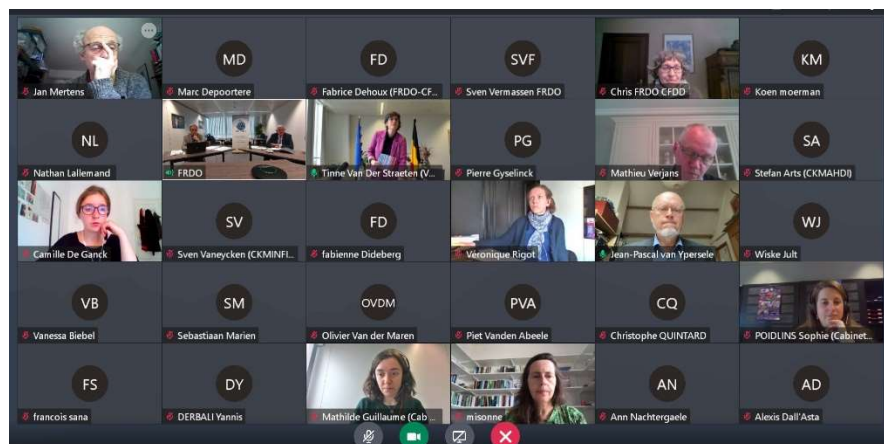 Jan Mertens
MD
Marc Depoortere
FD
Fabrice Dehoux (FRDO-CF...
SVF
Sven Vermassen FRDO
Chris FRDO CFDD
KM
Koen moerman
NL
Nathan Lallemand
FRDO
Tinne Van Der Straeten (V...
PG
Pierre Gyselinck
Mathieu Verjans
SA
Stefan Arts (CKMAHDI)
Camille De Ganck
SV
Sven Vaneycken (CKMINFI...
FD
fabienne Dideberg
Véronique Rigot
Jean-Pascal van Ypersele
WJ
Wiske Jult
VB
Vanessa Biebel
SM
Sebastiaan Marien
OVDM
Olivier Van der Maren
PVA
Piet Vanden Abeele
CQ
Christophe QUINTARD
POIDLINS Sophie (Cabinet...
FS
francois sana
DY
DERBALI Yannis
Mathilde Guillaume (Cab ...
misonne
AN
Ann Nachtergaele
AD
Alexis Dall'Asta